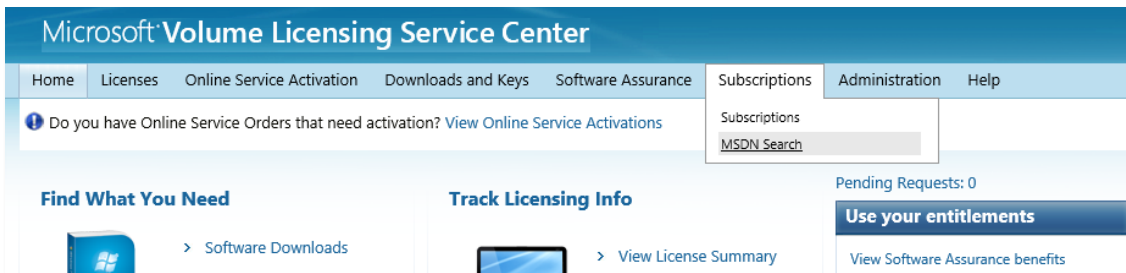 Microsoft Volume Licensing Service Center
Home Licenses Online Service Activation Downloads and Keys Software Assurance Subscriptions Administration Help
Do you have Online Service Orders that need activation? View Online Service Activations
Subscriptions
MSDN Search
Pending Requests: 0
Find What You Need
Track Licensing Info
Use your entitlements
> Software Downloads
> View License Summary
View Software Assurance benefits